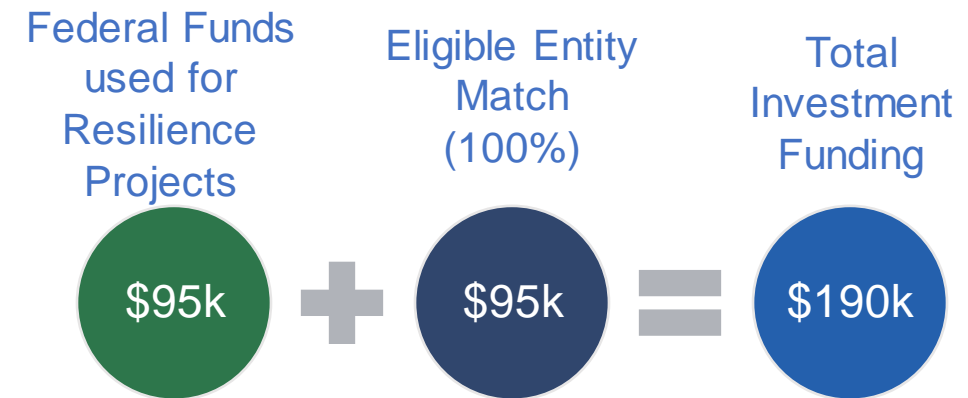 Federal Funds
used for
Resilience
Projects
Eligible Entity
Match
(100%)
Total
Investment
Funding
$95k
$95k
$190k